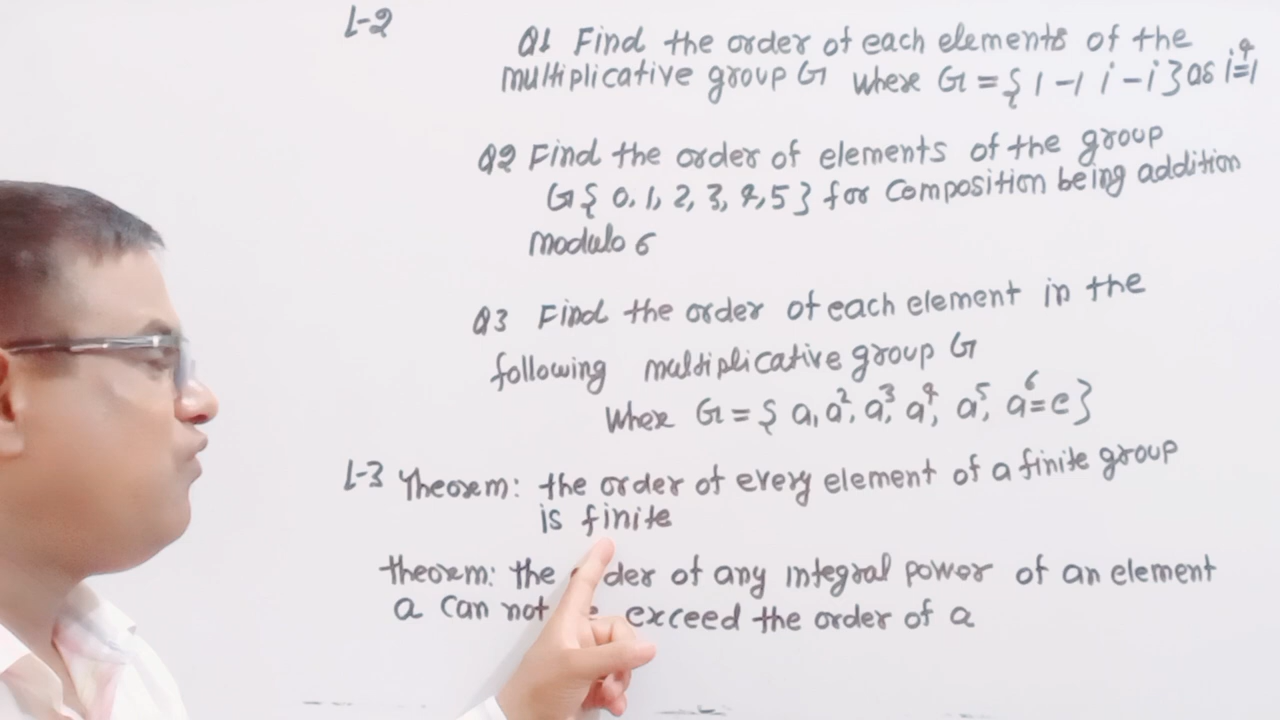 L-2
Q1 Find the order of each elements of the
multiplicative group G where G = { 1 -1 i -i } as i⁴=1
Q2 Find the order of elements of the group
G { 0, 1, 2, 3, 4, 5 } for composition being addition
modulo 6
Q3 Find the order of each element in the
following multiplicative group G
where G = { a, a², a³, a⁴, a⁵, a⁶=e }
L-3 Theorem: the order of every element of a finite group
is finite
theorem: the der of any integral power of an element
a can not exceed the order of a